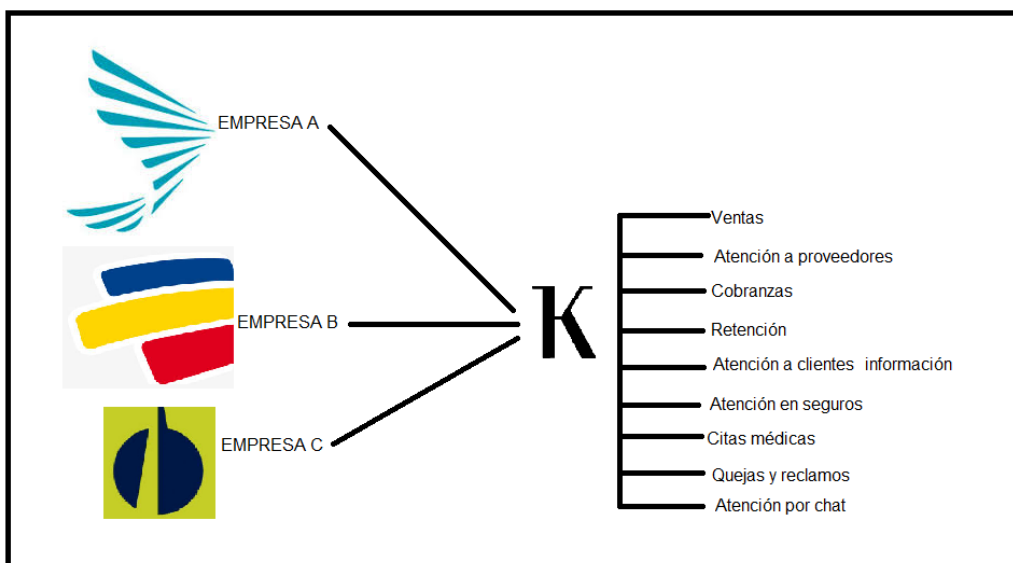 EMPRESA A
EMPRESA B
EMPRESA C
K
Ventas
Atención a proveedores
Cobranzas
Retención
Atención a clientes información
Atención en seguros
Citas médicas
Quejas y reclamos
Atención por chat